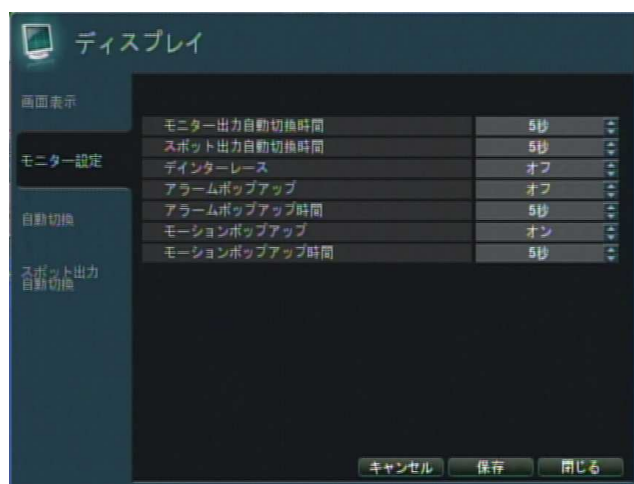 ディスプレイ
画面表示
モニター設定
自動切換
スポット出力
自動切換
モニター出力自動切換時間 5秒
スポット出力自動切換時間 5秒
デインターレース オフ
アラームポップアップ オフ
アラームポップアップ時間 5秒
モーションポップアップ オン
モーションポップアップ時間 5秒
キャンセル 保存 閉じる